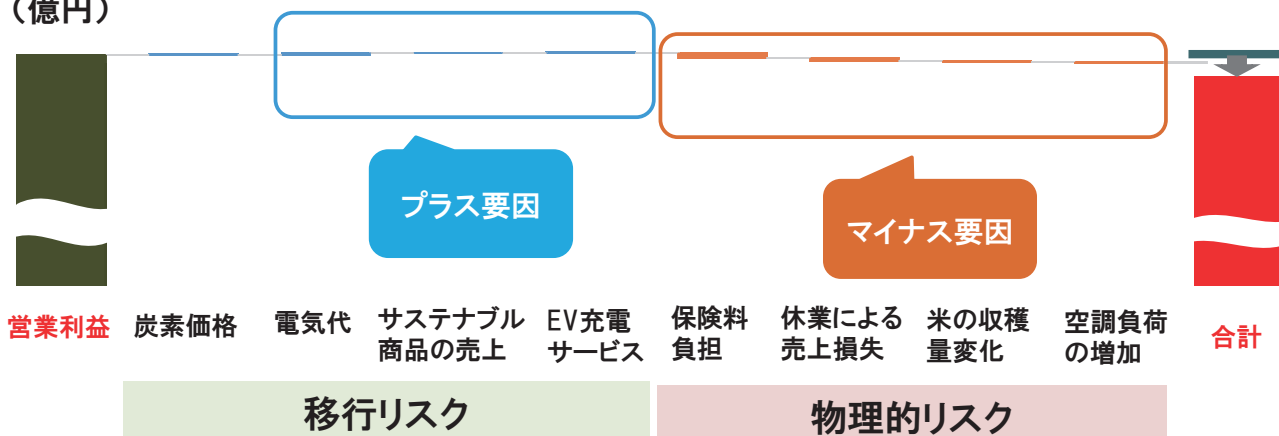 （億円）
プラス要因
マイナス要因
営業利益
炭素価格
電気代
サステナブル
商品の売上
EV充電
サービス
保険料
負担
休業による
売上損失
米の収穫
量変化
空調負荷
の増加
合計
移行リスク
物理的リスク